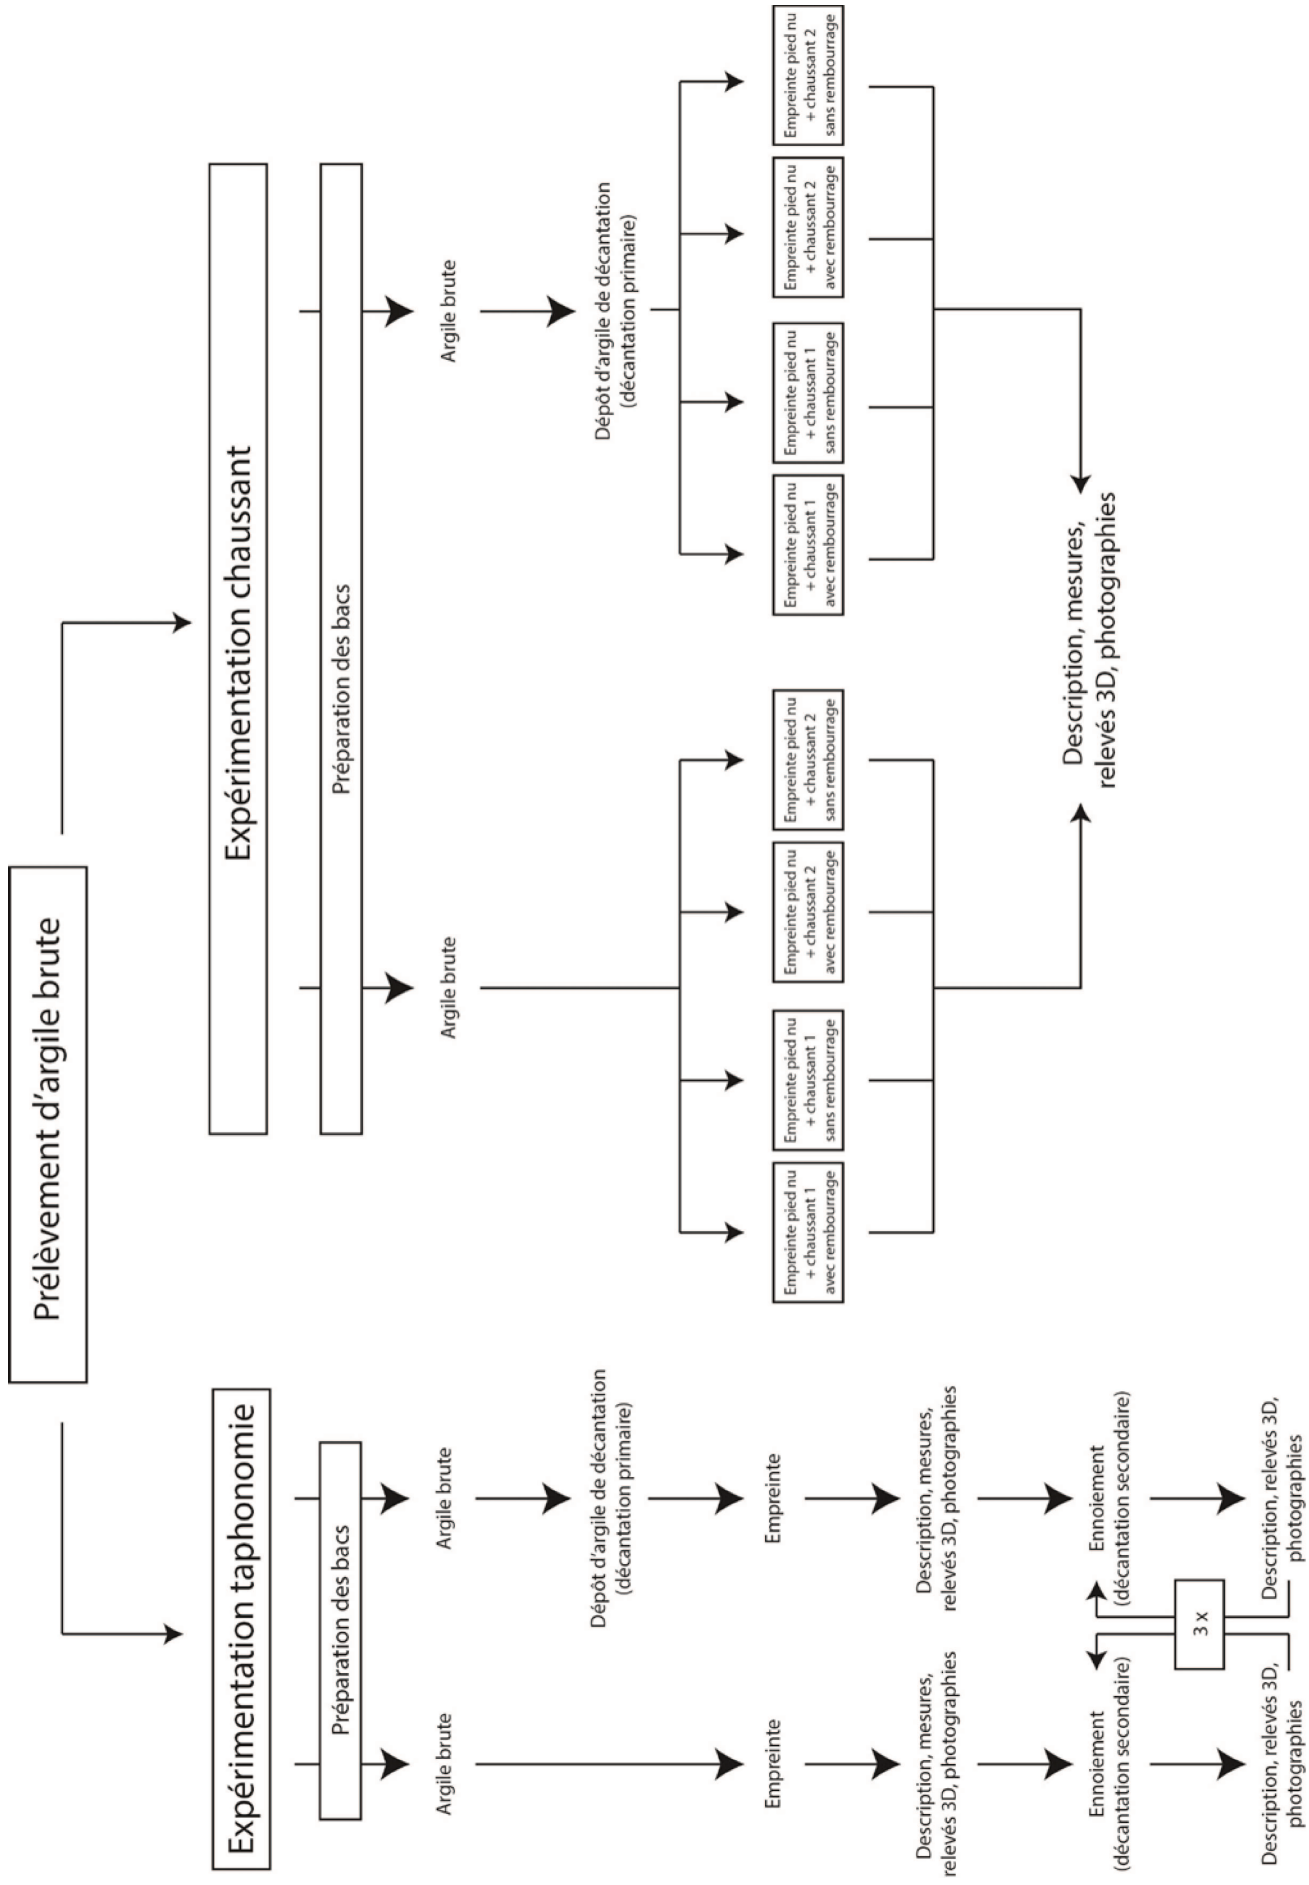 Prélèvement d'argile brute
Expérimentation taphonomie
Préparation des bacs
Argile brute
Empreinte
Description, mesures,
relevés 3D, photographies
Ennoiement
(décantation secondaire)
Description, relevés 3D,
photographies
Argile brute
Dépôt d'argile de décantation
(décantation primaire)
Empreinte
Description, mesures,
relevés 3D, photographies
Ennoiement
(décantation secondaire)
Description, relevés 3D,
photographies
3 x
Expérimentation chaussant
Préparation des bacs
Argile brute
Empreinte pied nu
+ chaussant 1
avec rembourrage
Empreinte pied nu
+ chaussant 1
sans rembourrage
Empreinte pied nu
+ chaussant 2
avec rembourrage
Empreinte pied nu
+ chaussant 2
sans rembourrage
Argile brute
Dépôt d'argile de décantation
(décantation primaire)
Empreinte pied nu
+ chaussant 1
avec rembourrage
Empreinte pied nu
+ chaussant 1
sans rembourrage
Empreinte pied nu
+ chaussant 2
avec rembourrage
Empreinte pied nu
+ chaussant 2
sans rembourrage
Description, mesures,
relevés 3D, photographies